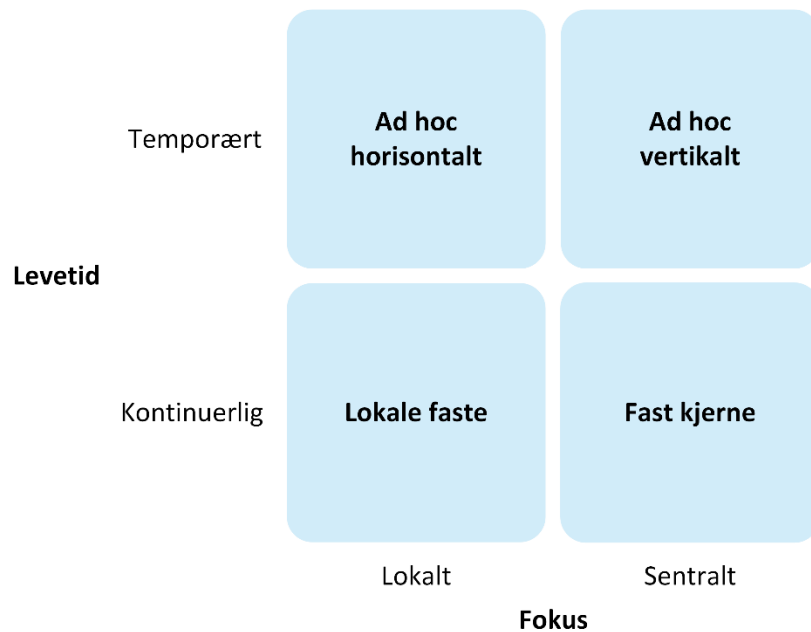 Temporært
Ad hoc
horisontalt
Ad hoc
vertikalt
Levetid
Kontinuerlig
Lokale faste
Fast kjerne
Lokalt
Sentralt
Fokus